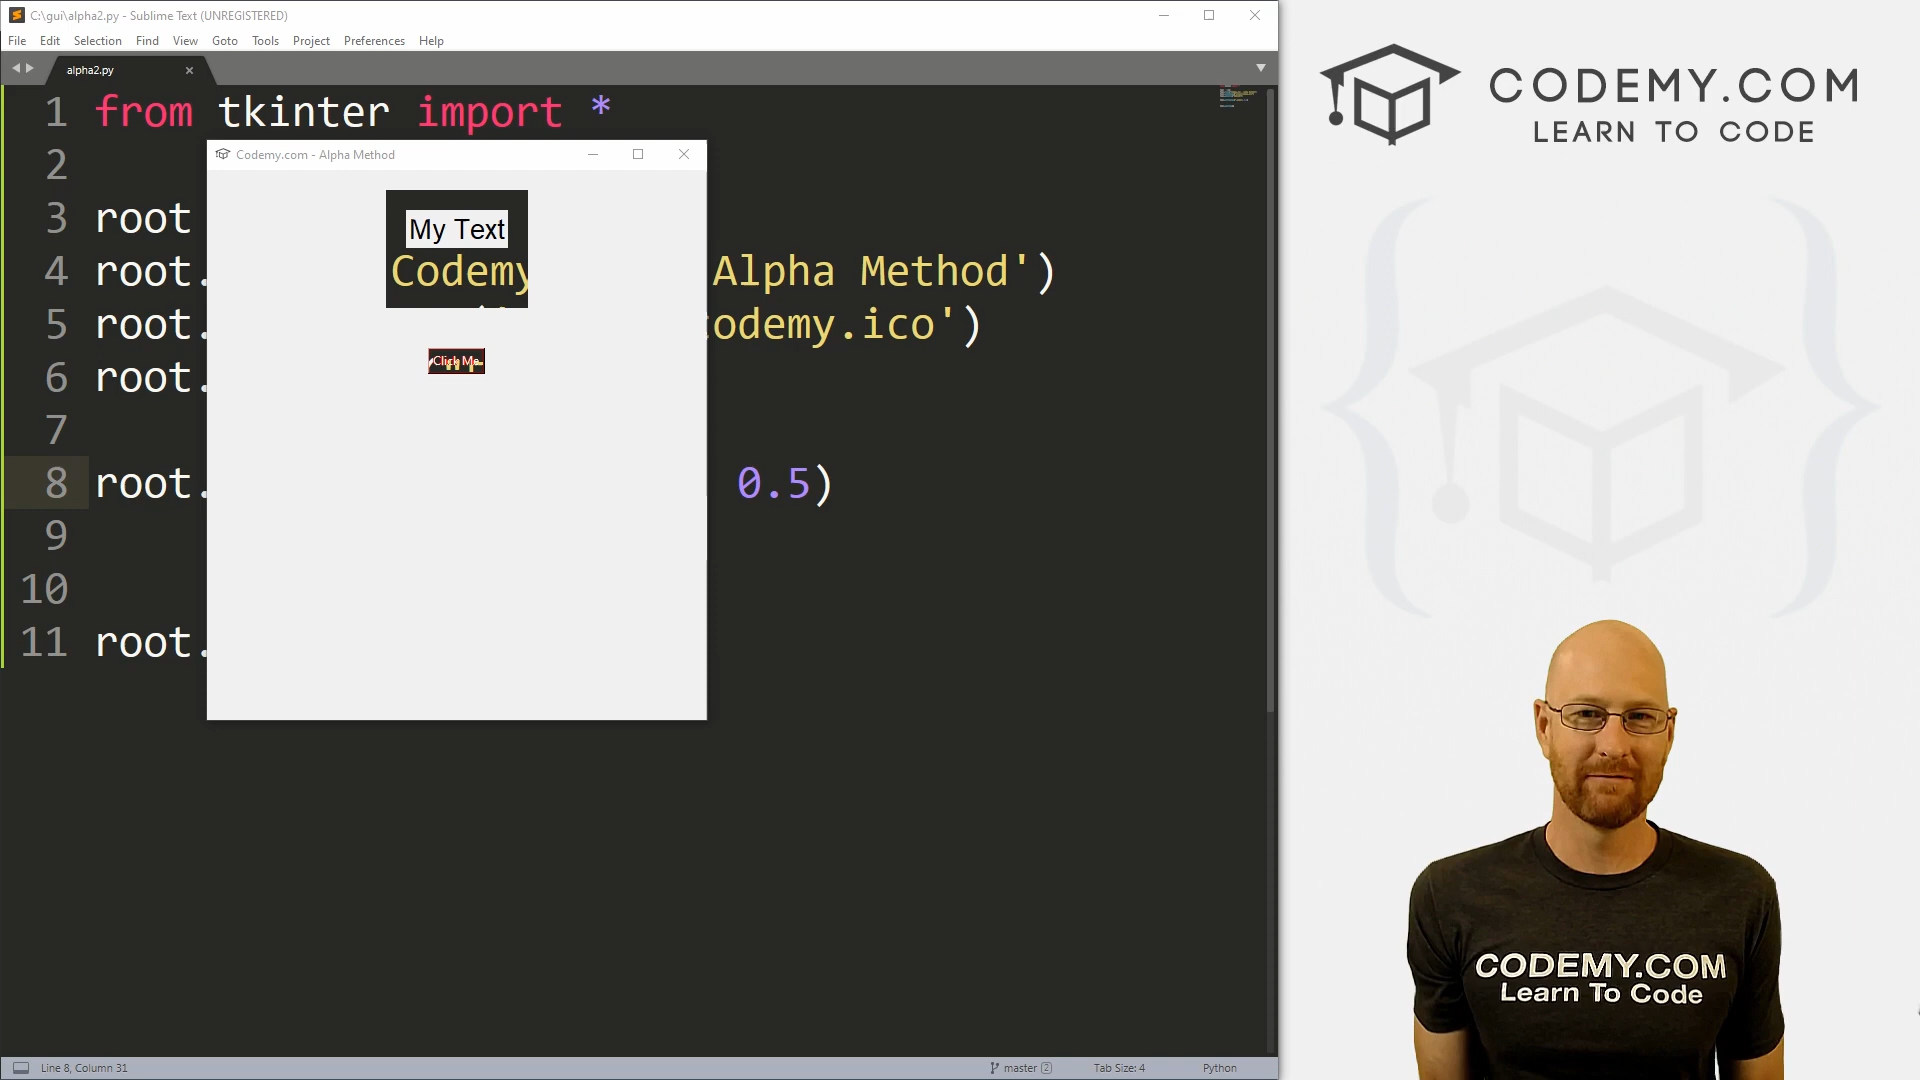 C:\gui\alpha2.py - Sublime Text (UNREGISTERED)
File Edit Selection Find View Goto Tools Project Preferences Help
alpha2.py
1 from tkinter import *
2
3 root
4 root. Alpha Method')
5 root. codemy.ico')
6 root.
7
8 root. 0.5)
9
10
11 root.
Codemy.com - Alpha Method
My Text
Codemy
Click Me
Line 8, Column 31
master 2
Tab Size: 4
Python
CODEMY.COM
LEARN TO CODE
CODEMY.COM
Learn To Code